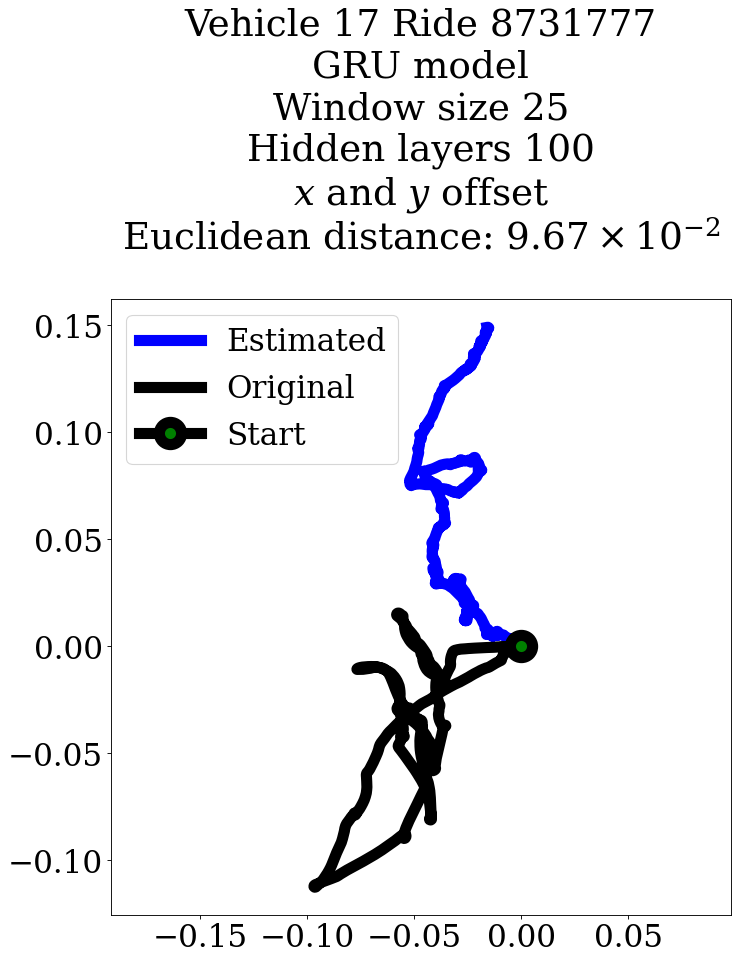 Vehicle 17 Ride 8731777
GRU model
Window size 25
Hidden layers 100
x and y offset
Euclidean distance: 9.67 × 10⁻²
Estimated
Original
Start
0.15
0.10
0.05
0.00
−0.05
−0.10
−0.15 −0.10 −0.05 0.00 0.05